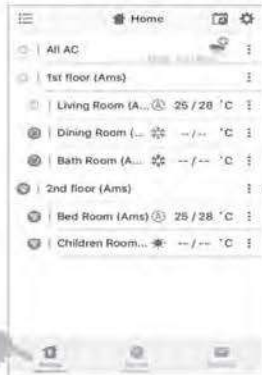 Home
All AC
1st floor (Ams)
Living Room (A... A 25 / 28 °C
Dining Room (... --/-- °C
Bath Room (A... --/-- °C
2nd floor (Ams)
Bed Room (Ams) A 25 / 28 °C
Children Room... --/-- °C